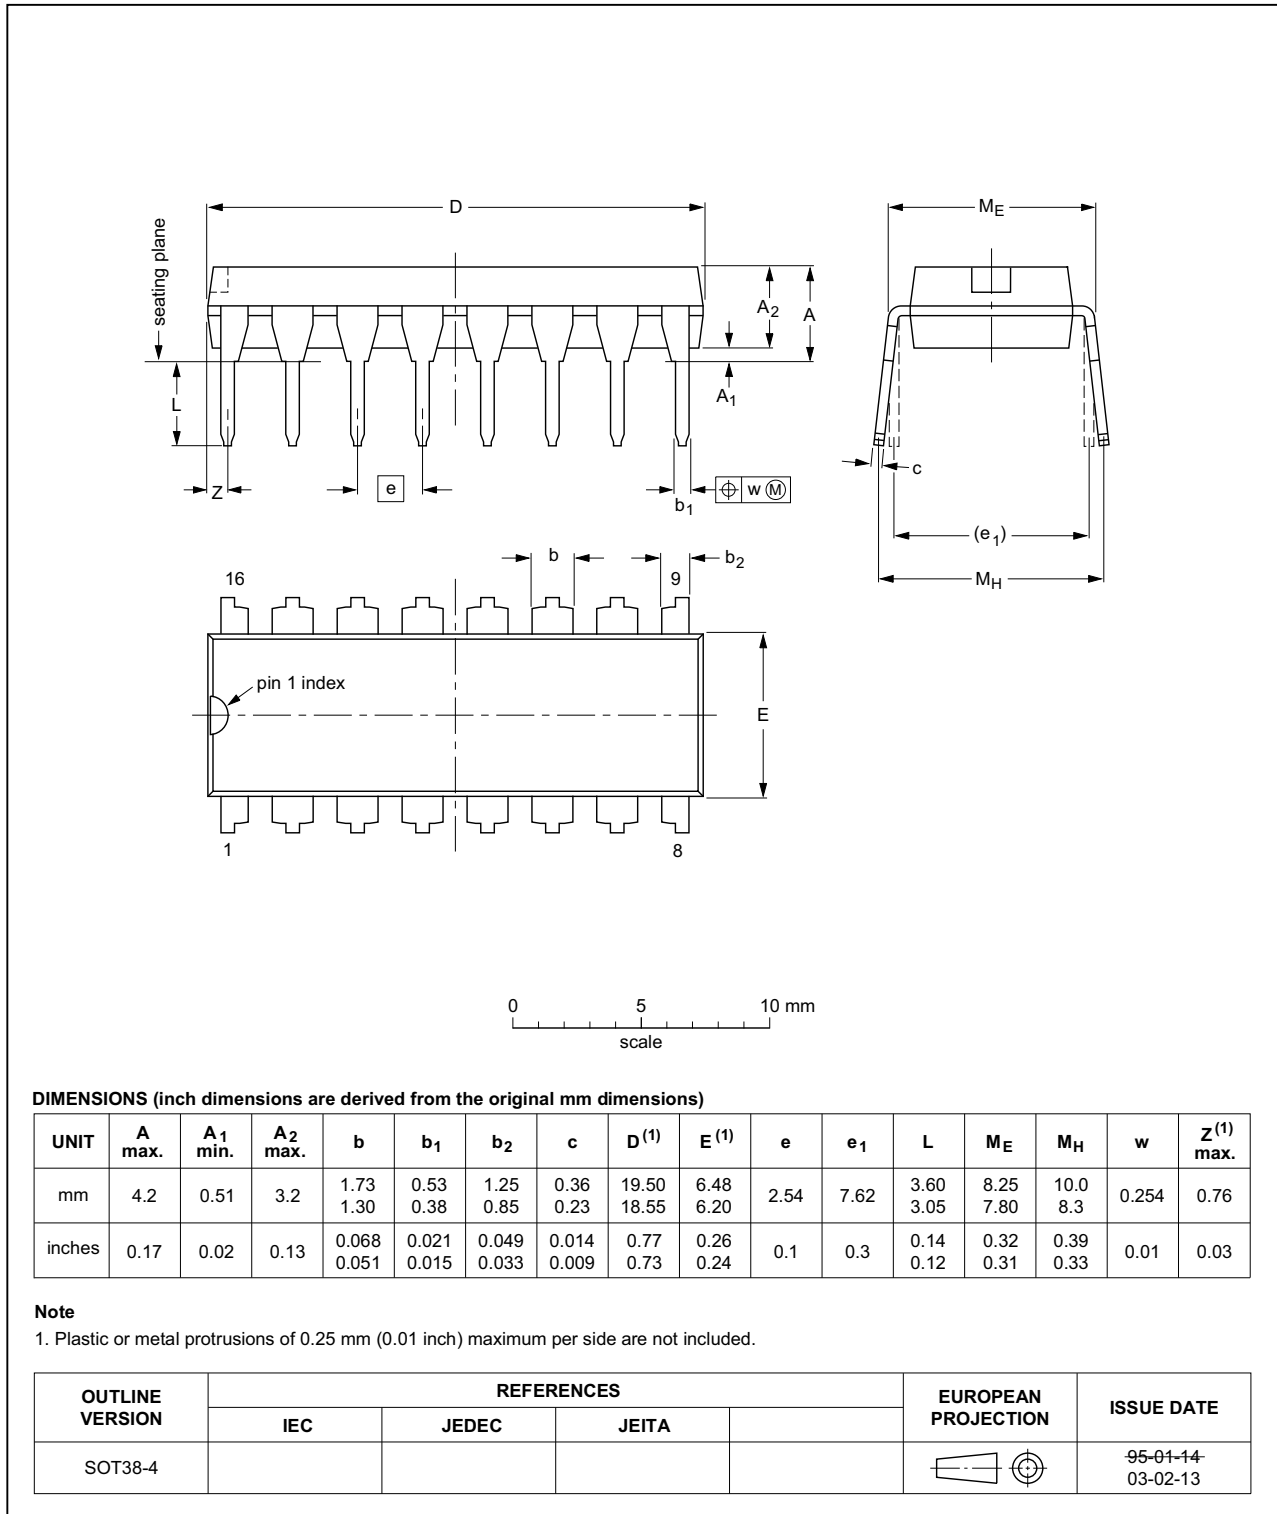 D
ME
seating plane
A2
A
L
A1
c
Z
e
b1
w M
(e1)
MH
b
b2
16
9
pin 1 index
E
1
8
0 5 10 mm
scale
DIMENSIONS (inch dimensions are derived from the original mm dimensions)
UNIT A max. A1 min. A2 max. b b1 b2 c D(1) E(1) e e1 L ME MH w Z(1) max.
mm 4.2 0.51 3.2 1.73 1.30 0.53 0.38 1.25 0.85 0.36 0.23 19.50 18.55 6.48 6.20 2.54 7.62 3.60 3.05 8.25 7.80 10.0 8.3 0.254 0.76
inches 0.17 0.02 0.13 0.068 0.051 0.021 0.015 0.049 0.033 0.014 0.009 0.77 0.73 0.26 0.24 0.1 0.3 0.14 0.12 0.32 0.31 0.39 0.33 0.01 0.03
Note
1. Plastic or metal protrusions of 0.25 mm (0.01 inch) maximum per side are not included.
OUTLINE VERSION REFERENCES EUROPEAN PROJECTION ISSUE DATE
IEC JEDEC JEITA
SOT38-4 95-01-14
03-02-13